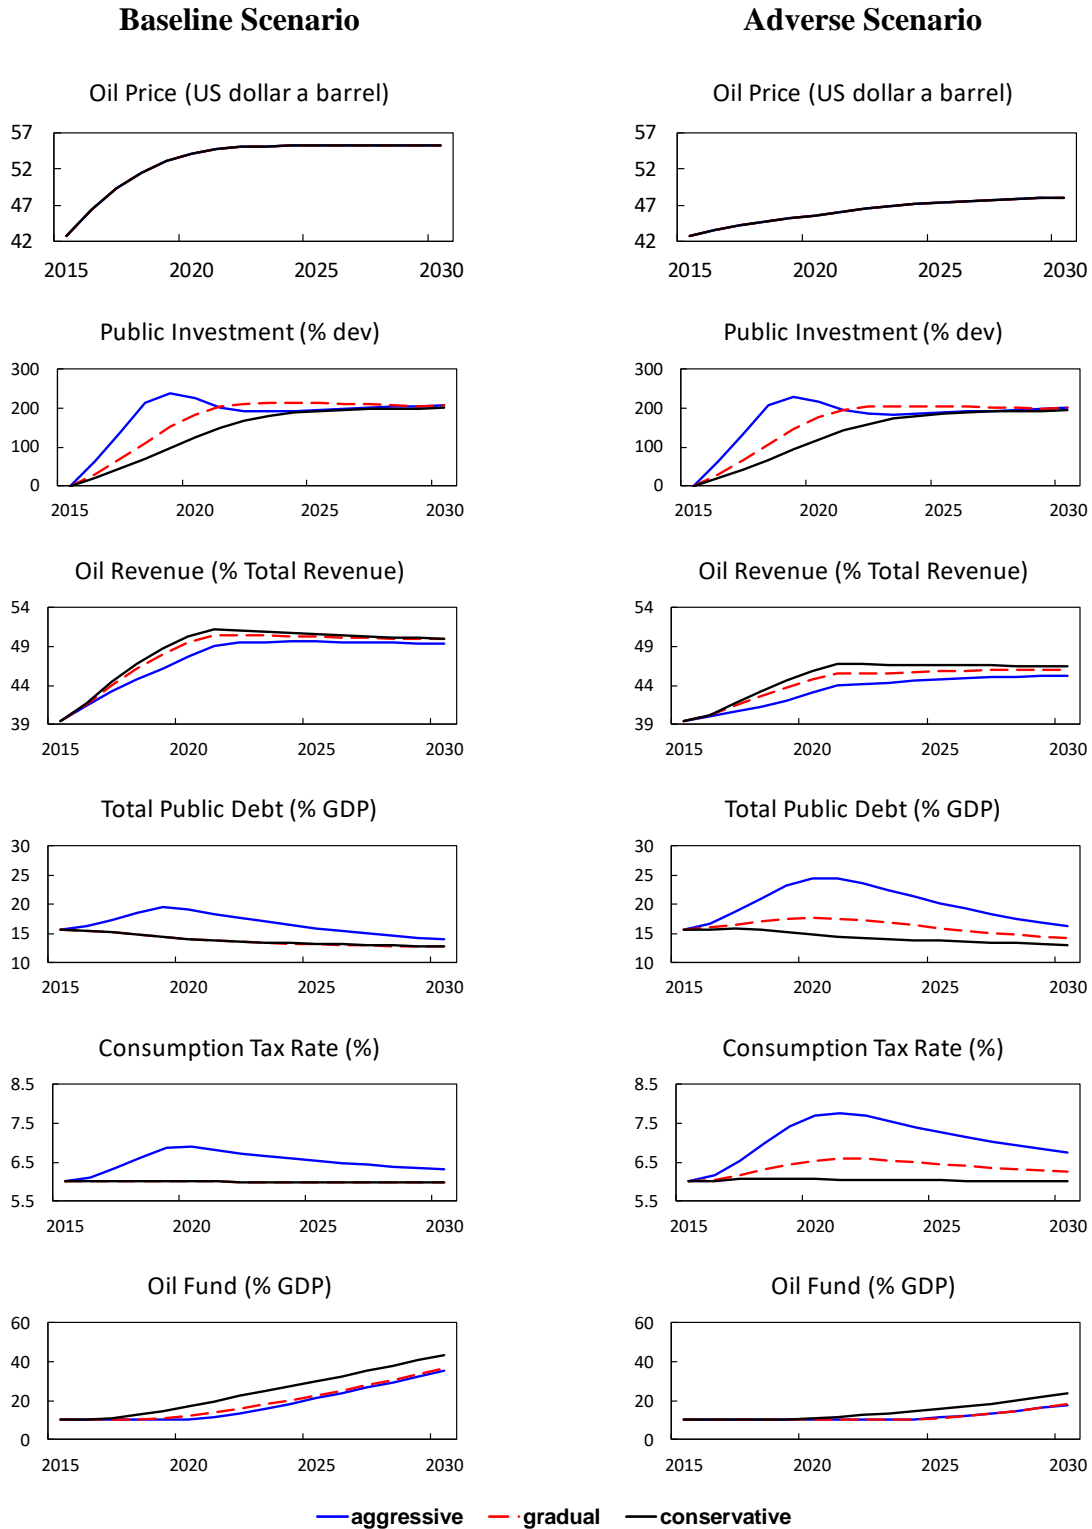 Baseline Scenario
Adverse Scenario
Oil Price (US dollar a barrel)
57
52
47
42
2015 2020 2025 2030
Oil Price (US dollar a barrel)
57
52
47
42
2015 2020 2025 2030
Public Investment (% dev)
300
200
100
0
2015 2020 2025 2030
Public Investment (% dev)
300
200
100
0
2015 2020 2025 2030
Oil Revenue (% Total Revenue)
54
49
44
39
2015 2020 2025 2030
Oil Revenue (% Total Revenue)
54
49
44
39
2015 2020 2025 2030
Total Public Debt (% GDP)
30
25
20
15
10
2015 2020 2025 2030
Total Public Debt (% GDP)
30
25
20
15
10
2015 2020 2025 2030
Consumption Tax Rate (%)
8.5
7.5
6.5
5.5
2015 2020 2025 2030
Consumption Tax Rate (%)
8.5
7.5
6.5
5.5
2015 2020 2025 2030
Oil Fund (% GDP)
60
40
20
0
2015 2020 2025 2030
Oil Fund (% GDP)
60
40
20
0
2015 2020 2025 2030
aggressive gradual conservative